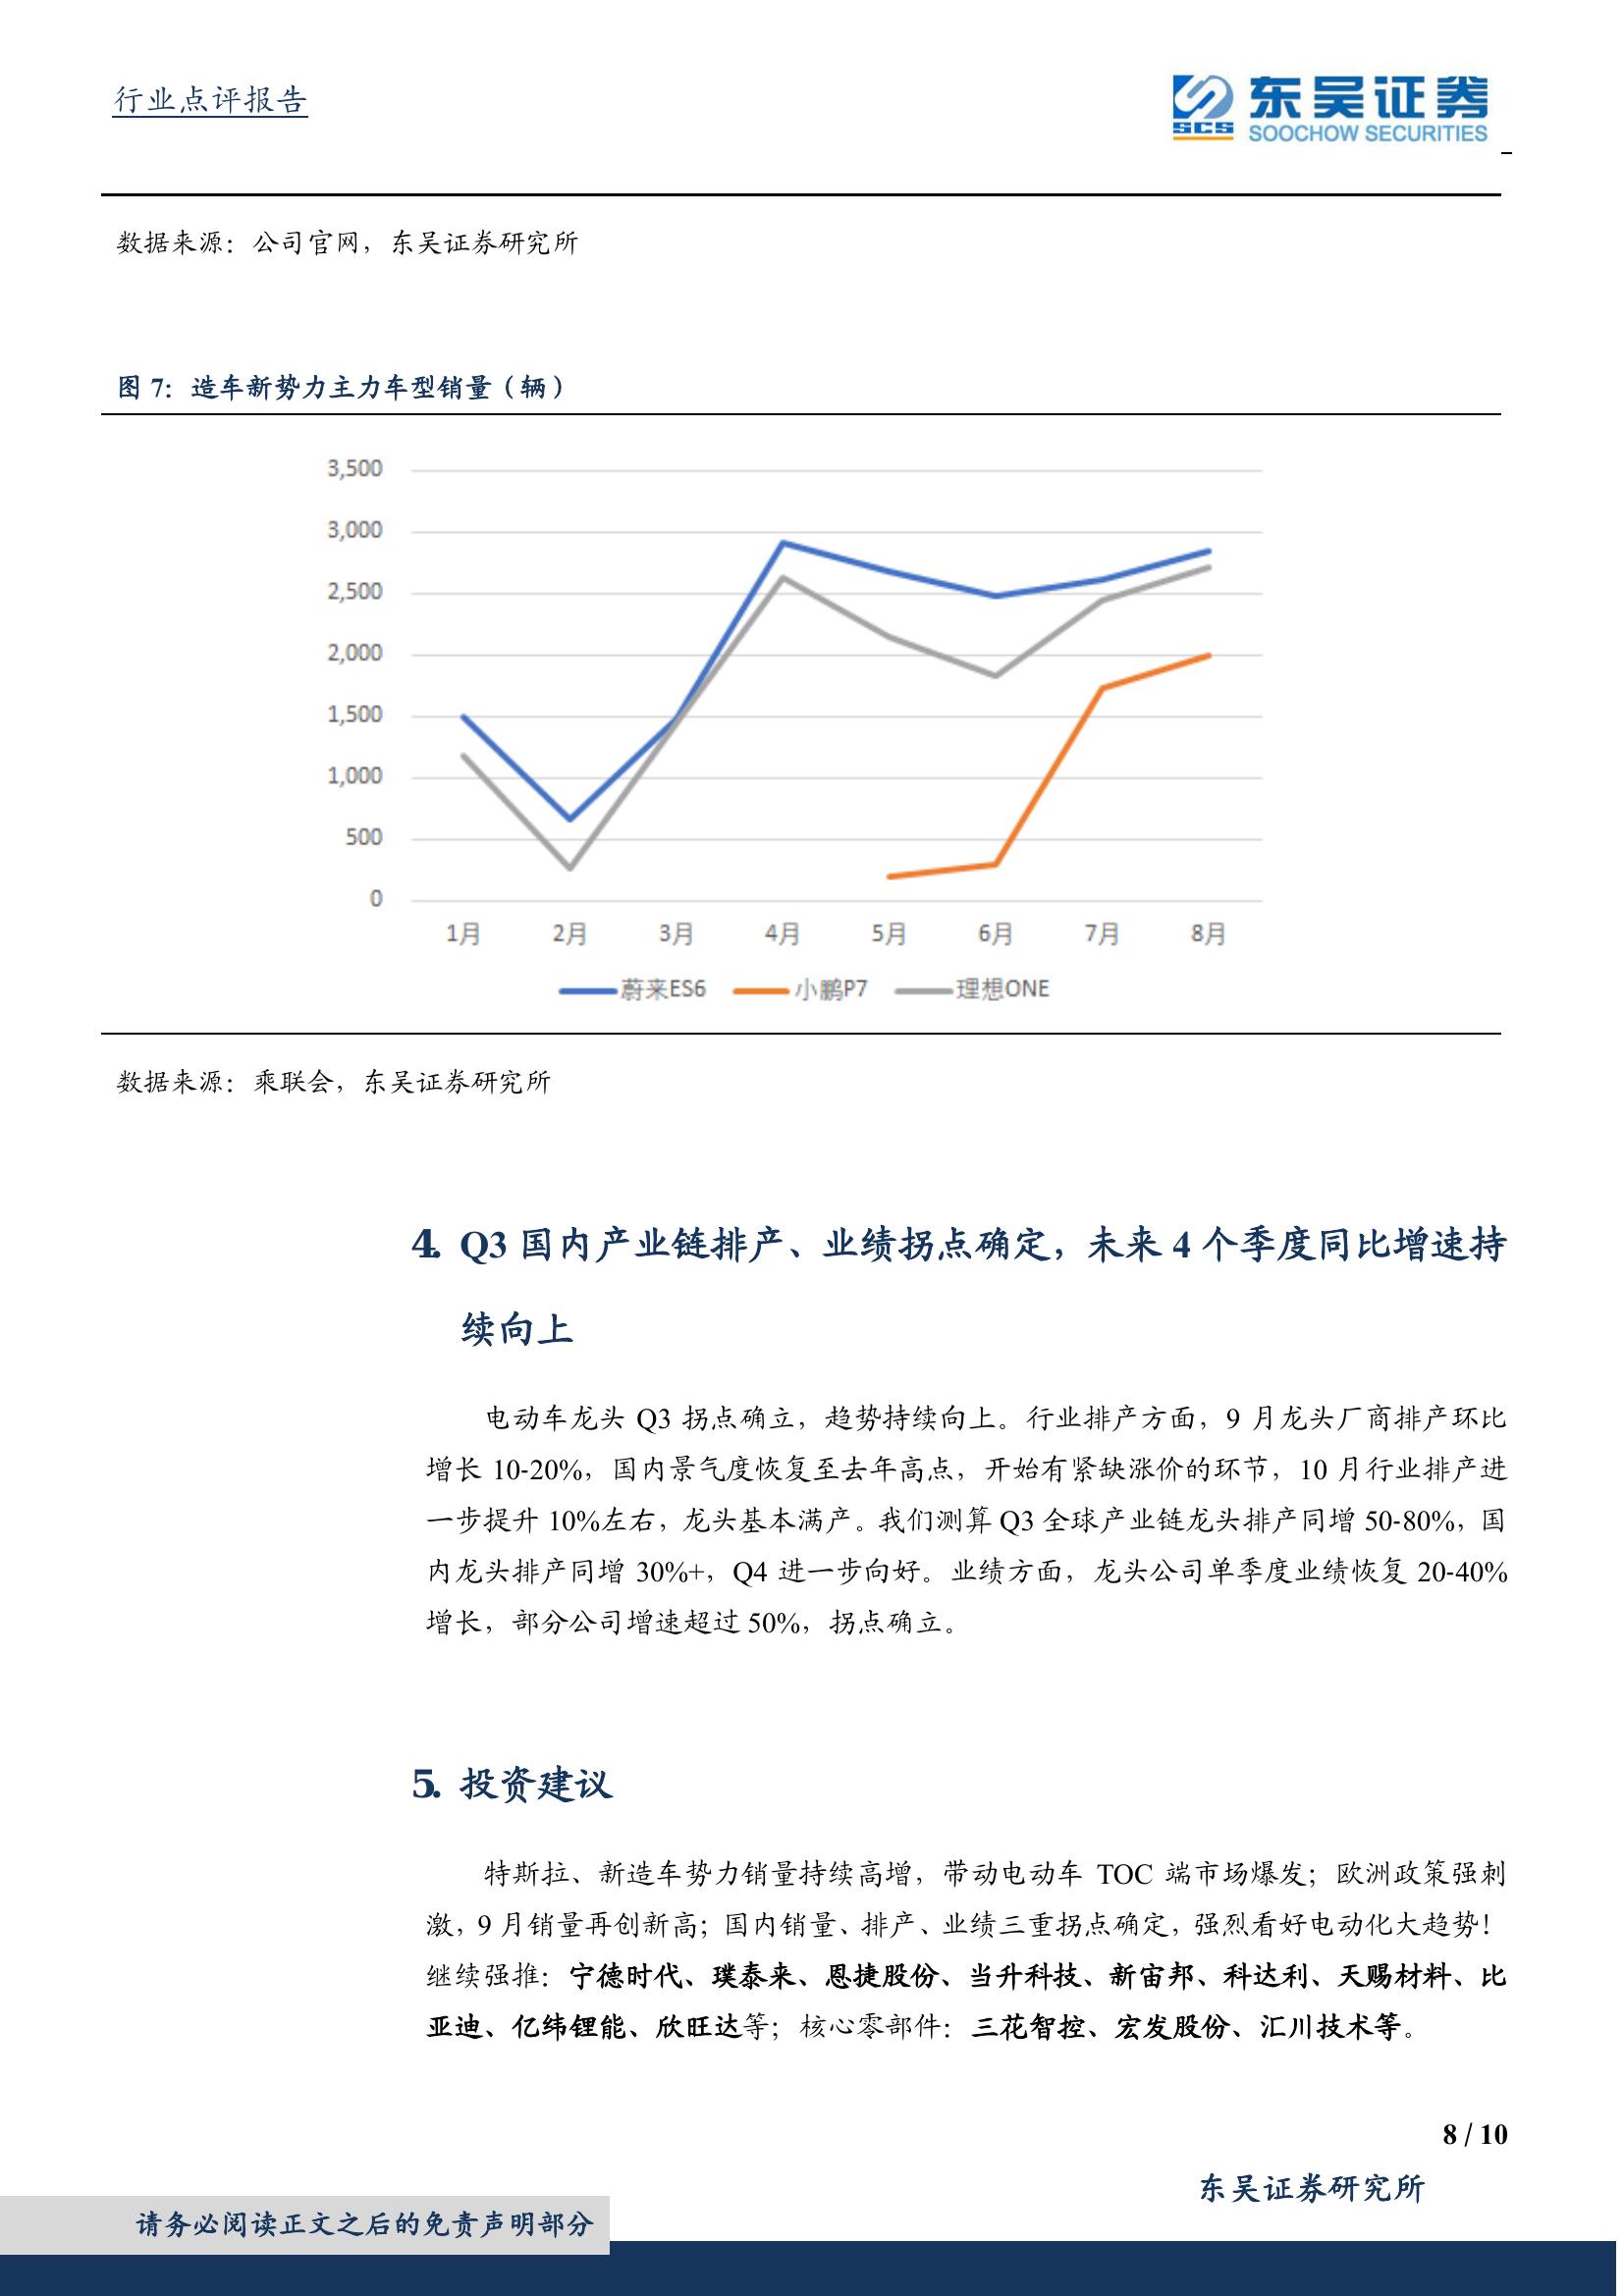 行业点评报告
SCS
东吴证券
SOOCHOW SECURITIES
数据来源：公司官网，东吴证券研究所
图 7：造车新势力主力车型销量（辆）
3,500
3,000
2,500
2,000
1,500
1,000
500
0
1月 2月 3月 4月 5月 6月 7月 8月
蔚来ES6 小鹏P7 理想ONE
数据来源：乘联会，东吴证券研究所
4. Q3 国内产业链排产、业绩拐点确定，未来 4 个季度同比增速持
续向上
电动车龙头 Q3 拐点确立，趋势持续向上。行业排产方面，9 月龙头厂商排产环比
增长 10-20%，国内景气度恢复至去年高点，开始有紧缺涨价的环节，10 月行业排产进
一步提升 10%左右，龙头基本满产。我们测算 Q3 全球产业链龙头排产同增 50-80%，国
内龙头排产同增 30%+，Q4 进一步向好。业绩方面，龙头公司单季度业绩恢复 20-40%
增长，部分公司增速超过 50%，拐点确立。
5. 投资建议
特斯拉、新造车势力销量持续高增，带动电动车 TOC 端市场爆发；欧洲政策强刺
激，9 月销量再创新高；国内销量、排产、业绩三重拐点确定，强烈看好电动化大趋势！
继续强推：宁德时代、璞泰来、恩捷股份、当升科技、新宙邦、科达利、天赐材料、比
亚迪、亿纬锂能、欣旺达等；核心零部件：三花智控、宏发股份、汇川技术等。
8 / 10
东吴证券研究所
请务必阅读正文之后的免责声明部分